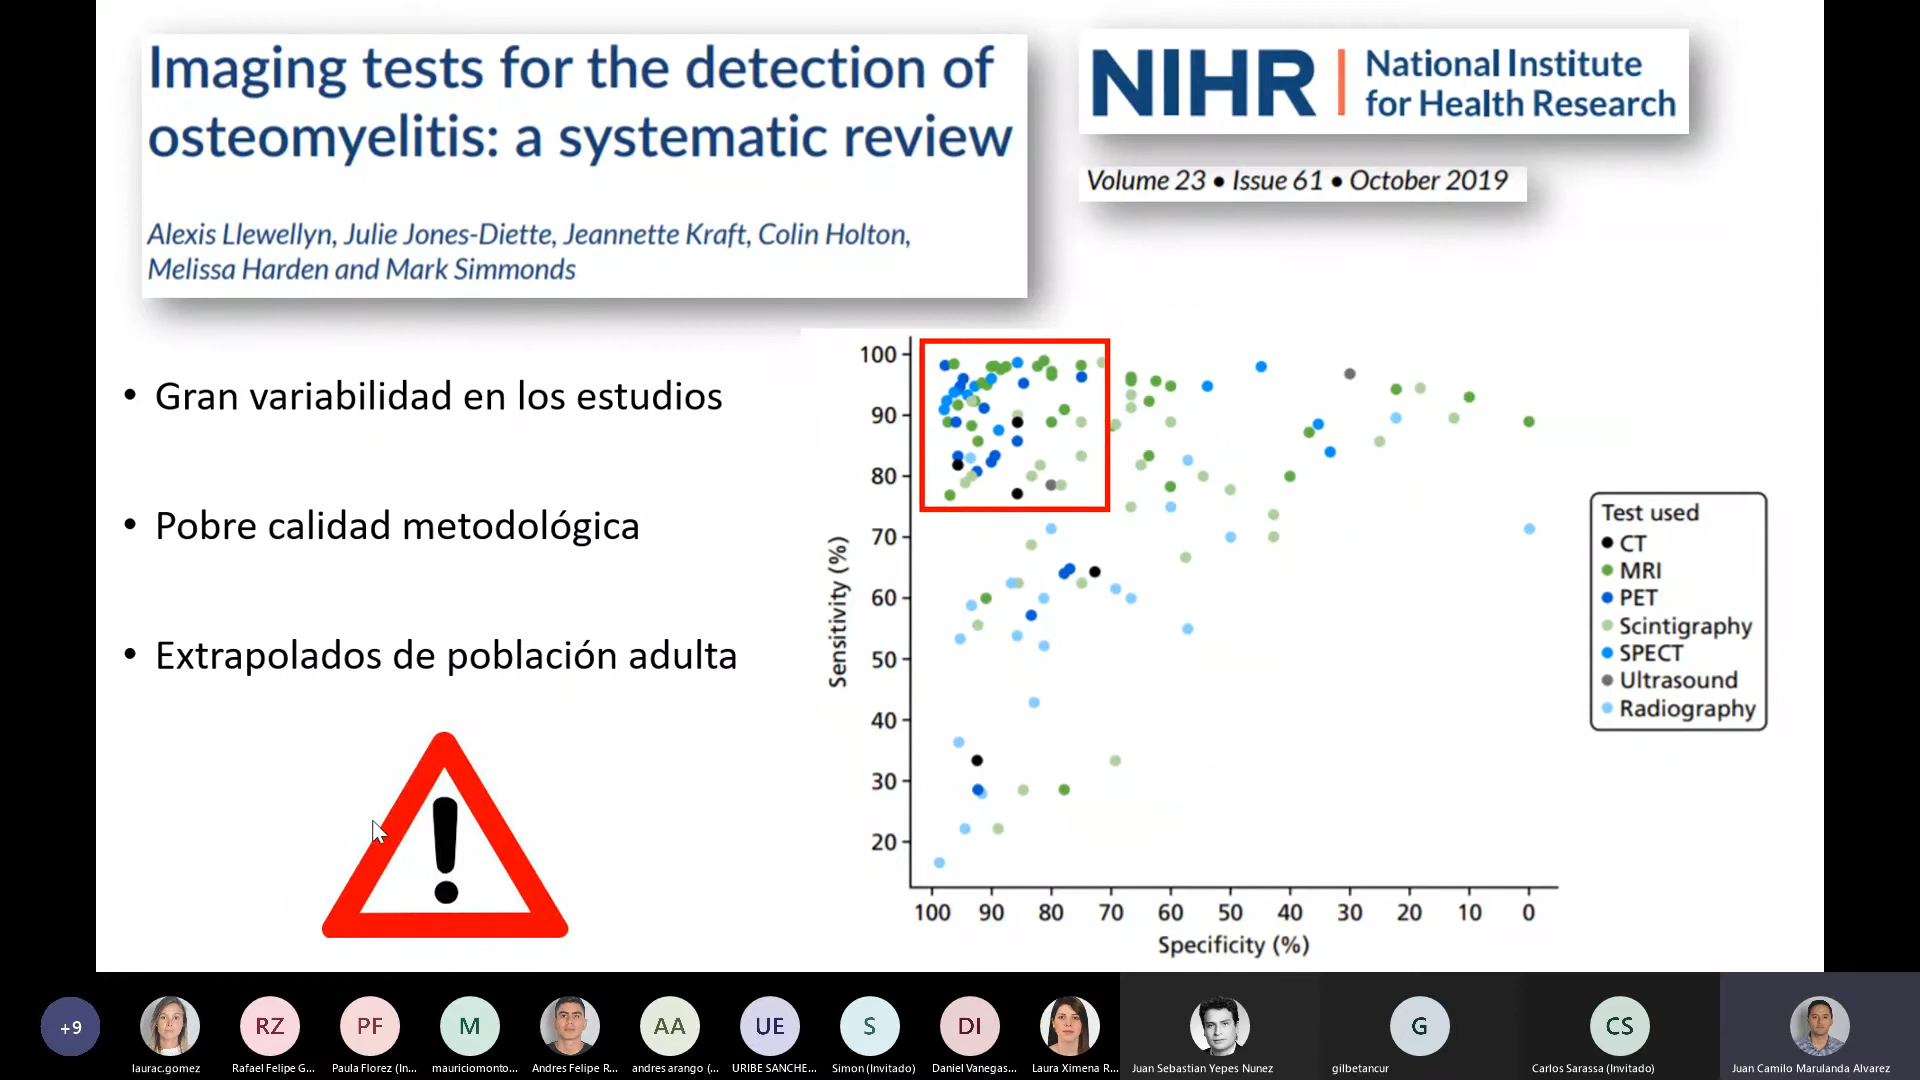 Imaging tests for the detection of
osteomyelitis: a systematic review
Alexis Llewellyn, Julie Jones-Diette, Jeannette Kraft, Colin Holton,
Melissa Harden and Mark Simmonds
NIHR | National Institute
for Health Research
Volume 23 • Issue 61 • October 2019
• Gran variabilidad en los estudios
• Pobre calidad metodológica
• Extrapolados de población adulta
!
Sensitivity (%)
100
90
80
70
60
50
40
30
20
100 90 80 70 60 50 40 30 20 10 0
Specificity (%)
Test used
CT
MRI
PET
Scintigraphy
SPECT
Ultrasound
Radiography
+9
RZ
PF
M
AA
UE
S
DI
G
CS
laurac.gomez
Rafael Felipe G...
Paula Florez (In...
mauriciomonto...
Andres Felipe R...
andres arango (...
URIBE SANCHE...
Simon (Invitado)
Daniel Vanegas...
Laura Ximena R...
Juan Sebastian Yepes Nunez
gilbetancur
Carlos Sarassa (Invitado)
Juan Camilo Marulanda Alvarez